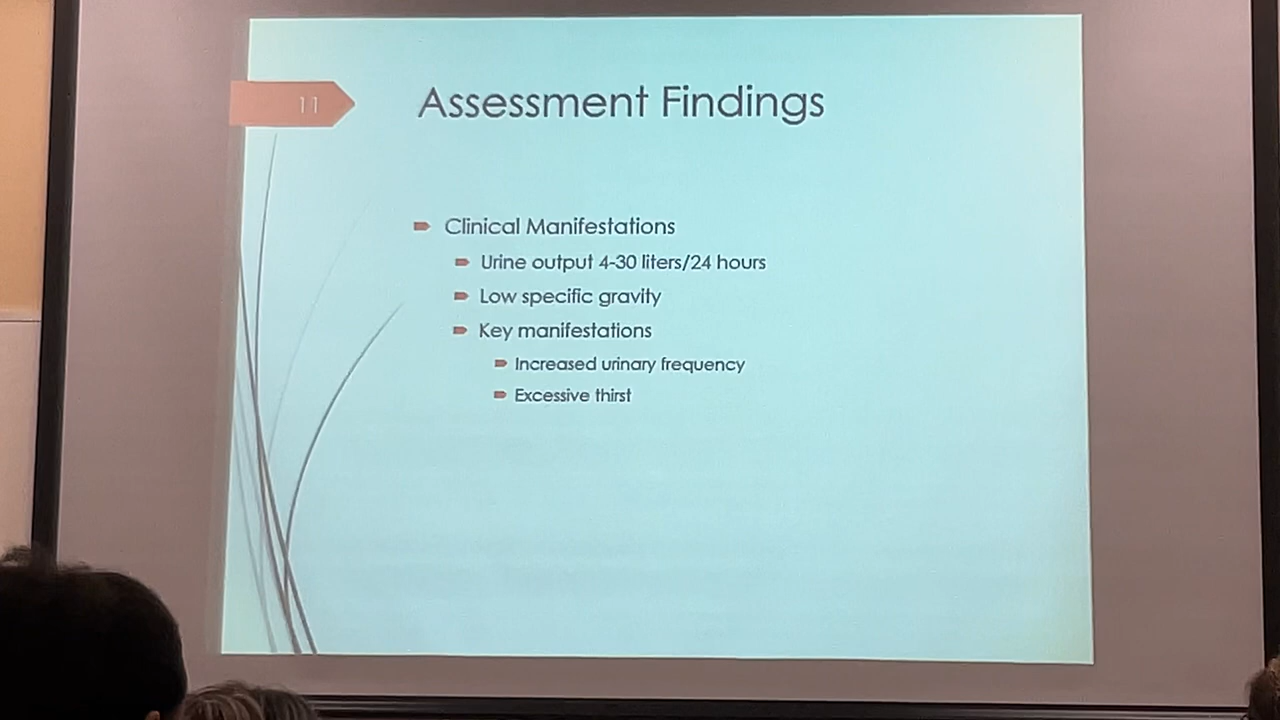 11
Assessment Findings
Clinical Manifestations
Urine output 4-30 liters/24 hours
Low specific gravity
Key manifestations
Increased urinary frequency
Excessive thirst